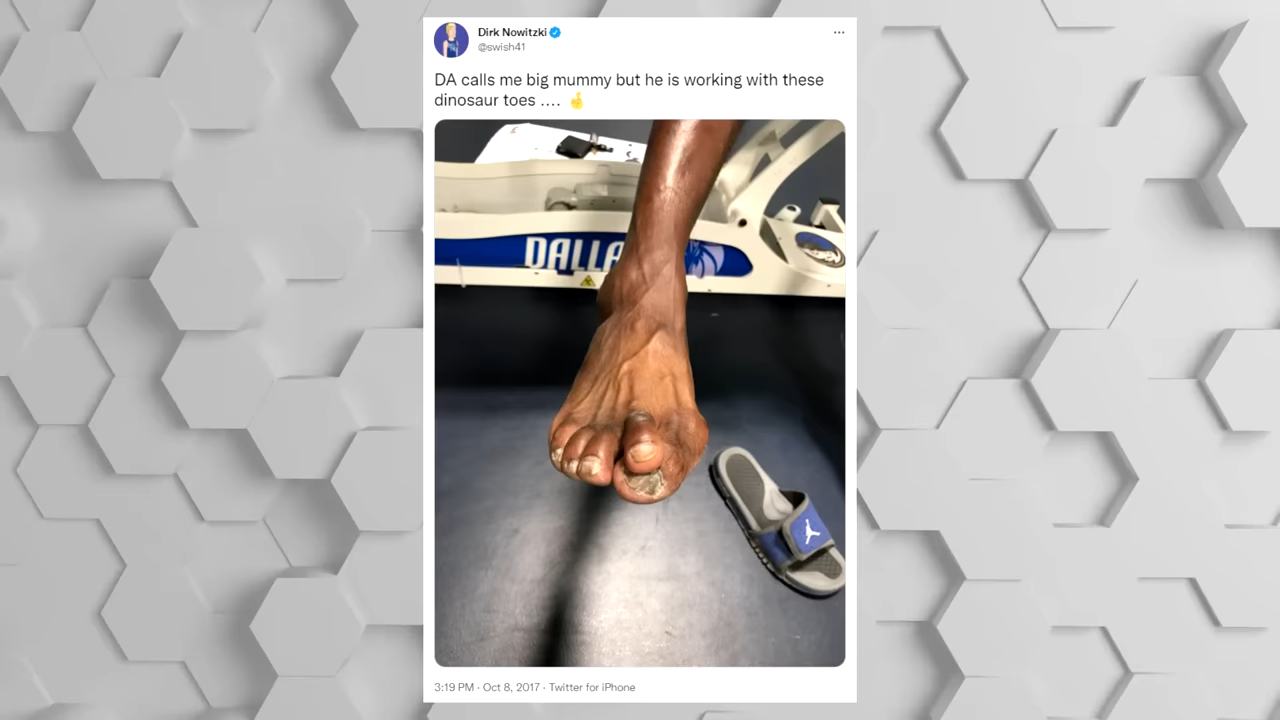 Dirk Nowitzki
@swish41
DA calls me big mummy but he is working with these
dinosaur toes .... 🤞
DALLA
3:19 PM · Oct 8, 2017 · Twitter for iPhone